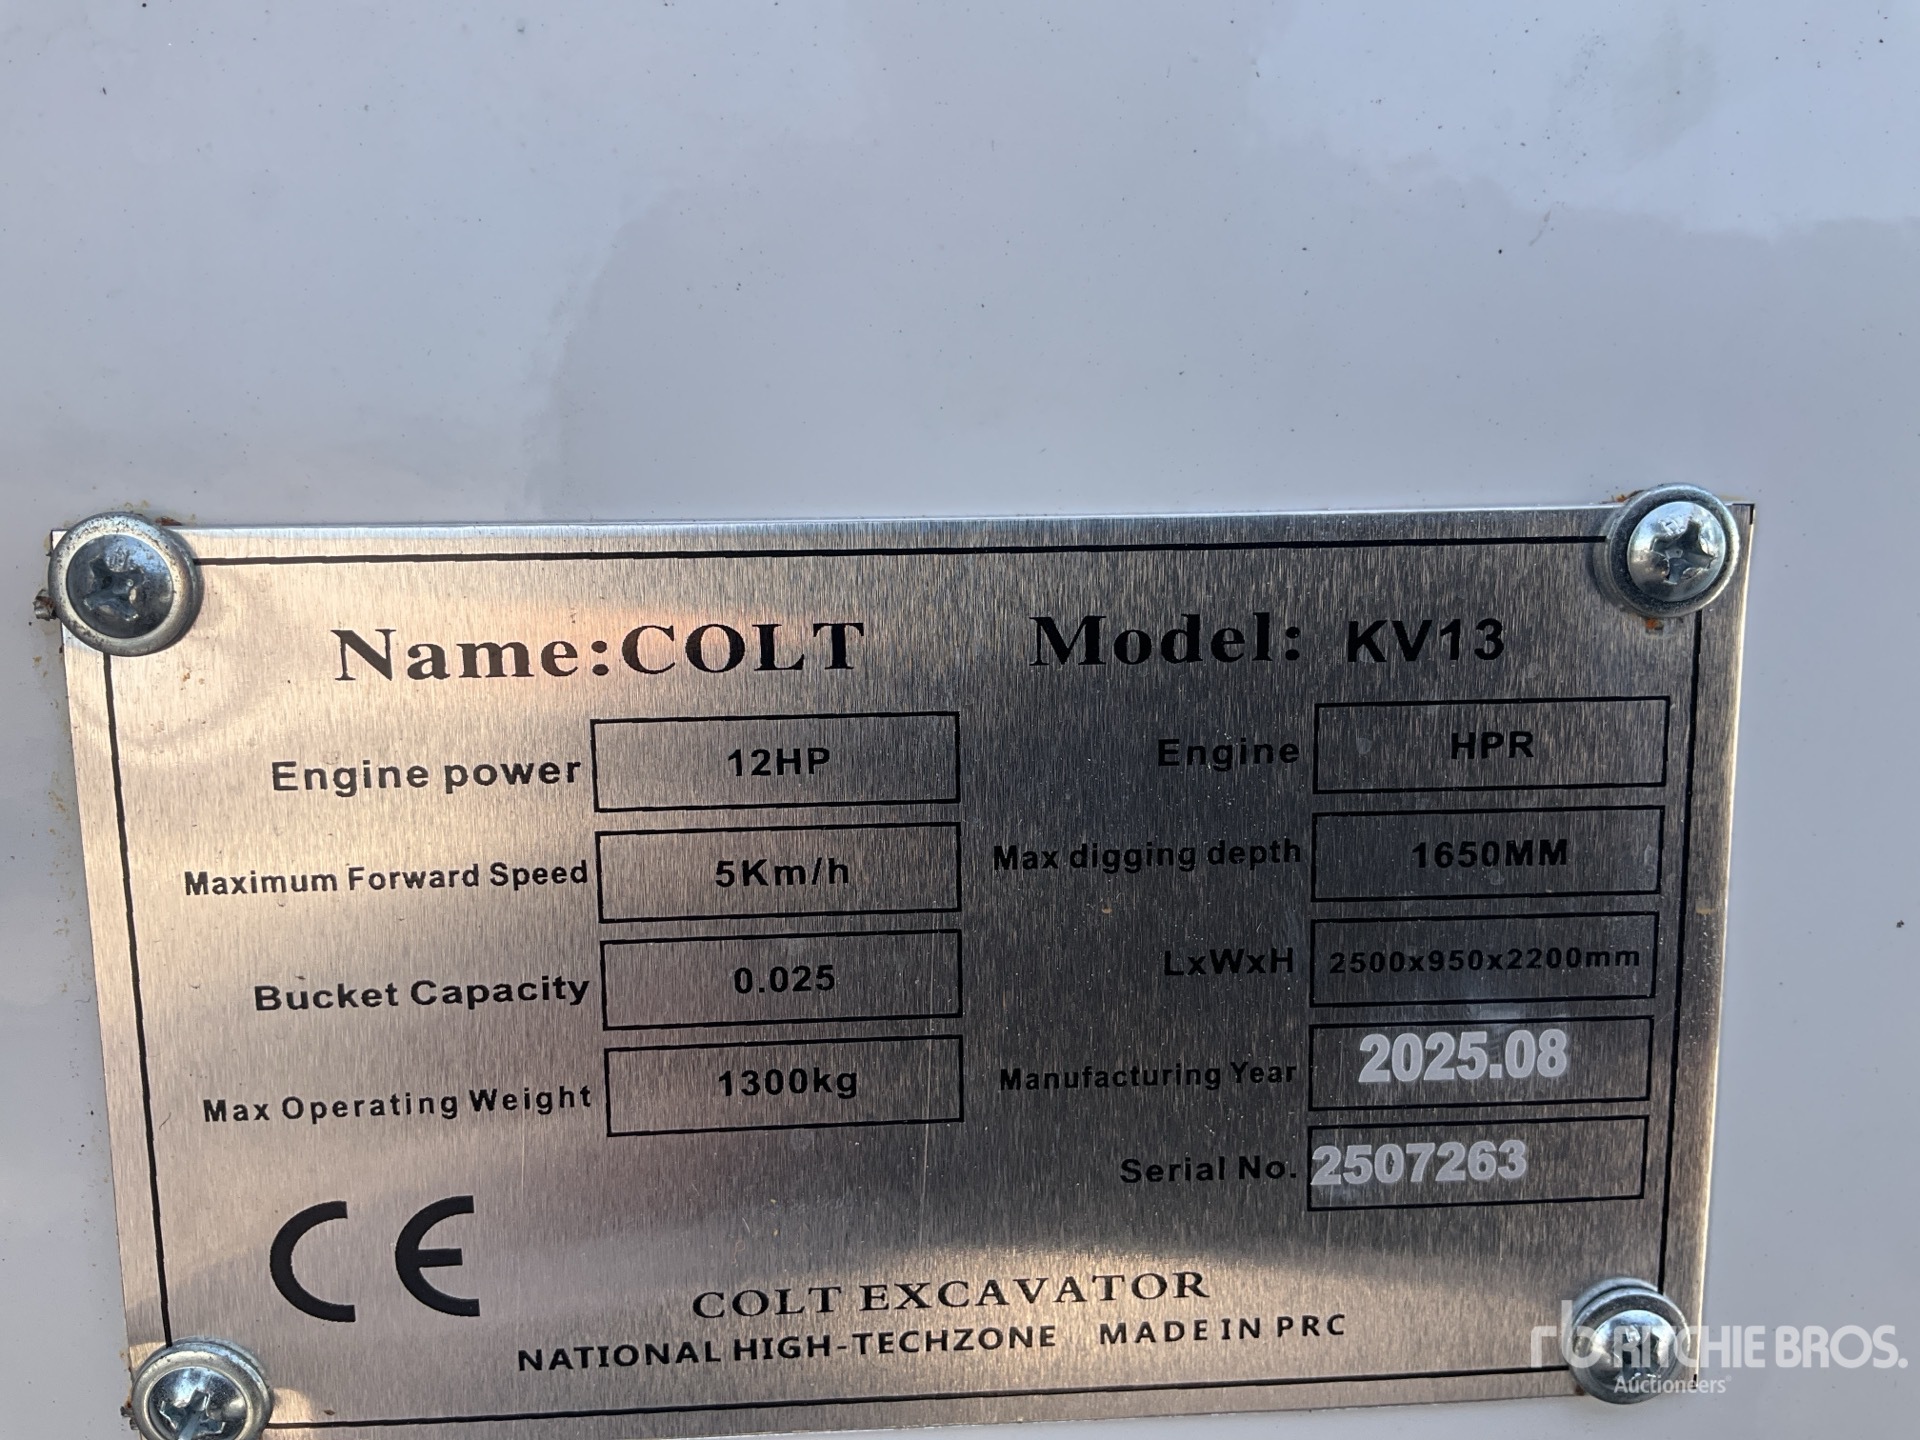 Name:COLT Model: KV13
Engine power 12HP Engine HPR
Maximum Forward Speed 5Km/h Max digging depth 1650MM
Bucket Capacity 0.025 LxWxH 2500x950x2200mm
Max Operating Weight 1300kg Manufacturing Year 2025.08
Serial No. 2507263
CE
COLT EXCAVATOR
NATIONAL HIGH-TECHZONE MADE IN PRC
rb RITCHIE BROS.
Auctioneers